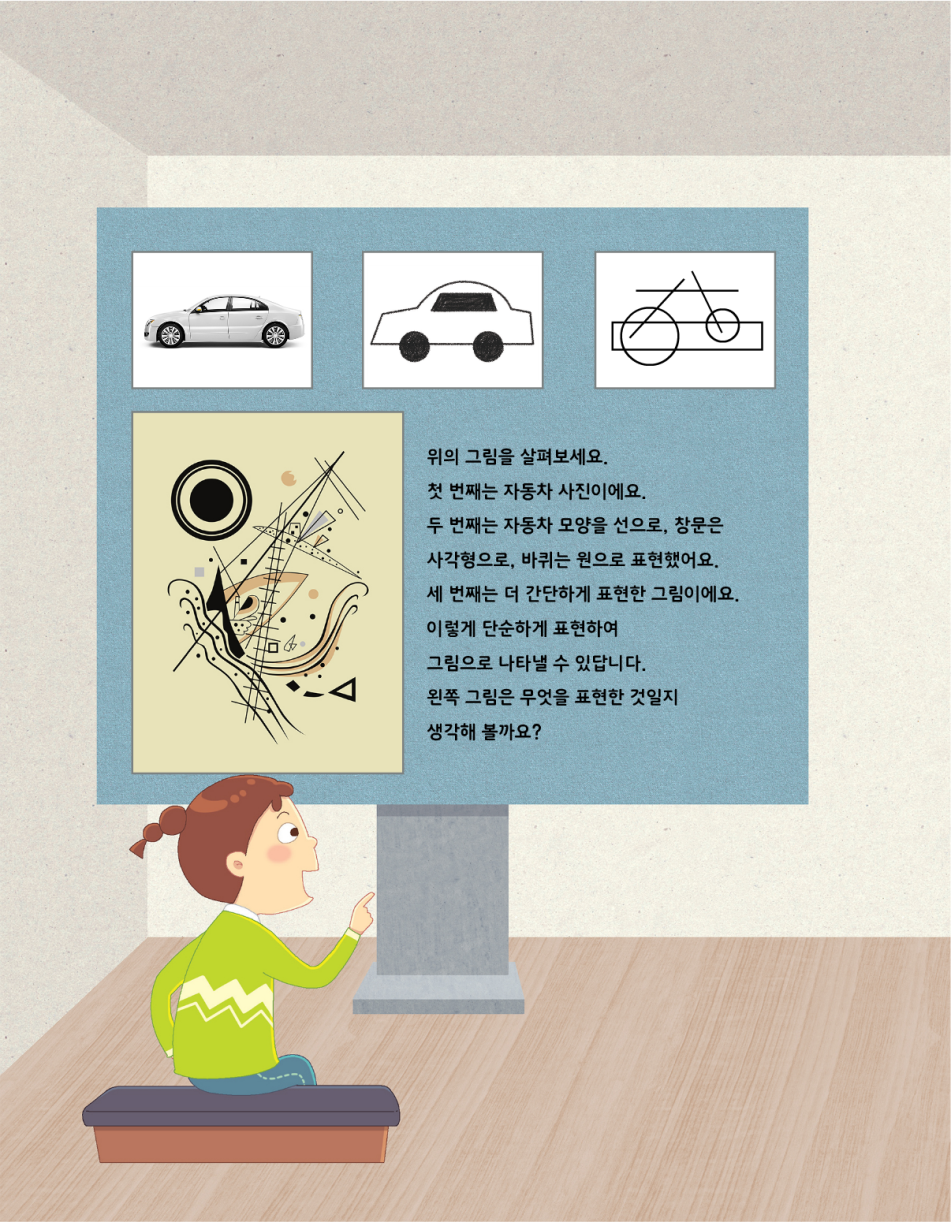 위의 그림을 살펴보세요.
첫 번째는 자동차 사진이에요.
두 번째는 자동차 모양을 선으로, 창문은
사각형으로, 바퀴는 원으로 표현했어요.
세 번째는 더 간단하게 표현한 그림이에요.
이렇게 단순하게 표현하여
그림으로 나타낼 수 있답니다.
왼쪽 그림은 무엇을 표현한 것일지
생각해 볼까요?